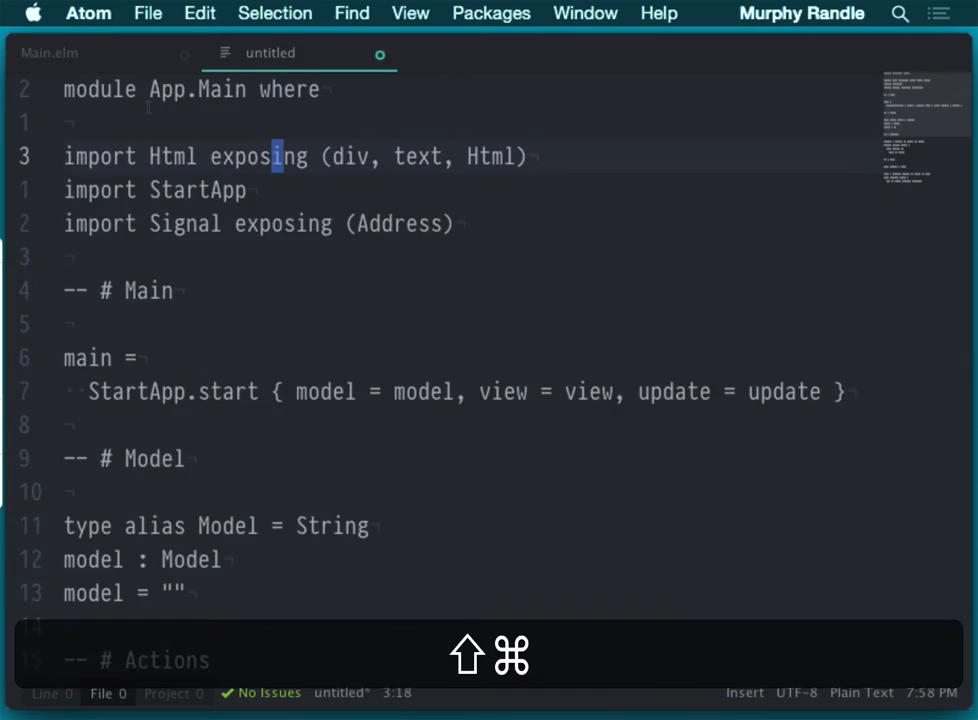 Atom File Edit Selection Find View Packages Window Help Murphy Randle
Main.elm untitled
2 module App.Main where¬
1 ¬
3 import Html exposing (div, text, Html)¬
1 import StartApp¬
2 import Signal exposing (Address)¬
3 ¬
4 -- # Main¬
5 ¬
6 main =¬
7 ··StartApp.start { model = model, view = view, update = update }¬
8 ¬
9 -- # Model¬
10 ¬
11 type alias Model = String¬
12 model : Model¬
13 model = ""¬
14 ¬
15 -- # Actions
⇧⌘
Line 0 File 0 Project 0 ✓ No Issues untitled* 3:18 Insert UTF-8 Plain Text 7:58 PM